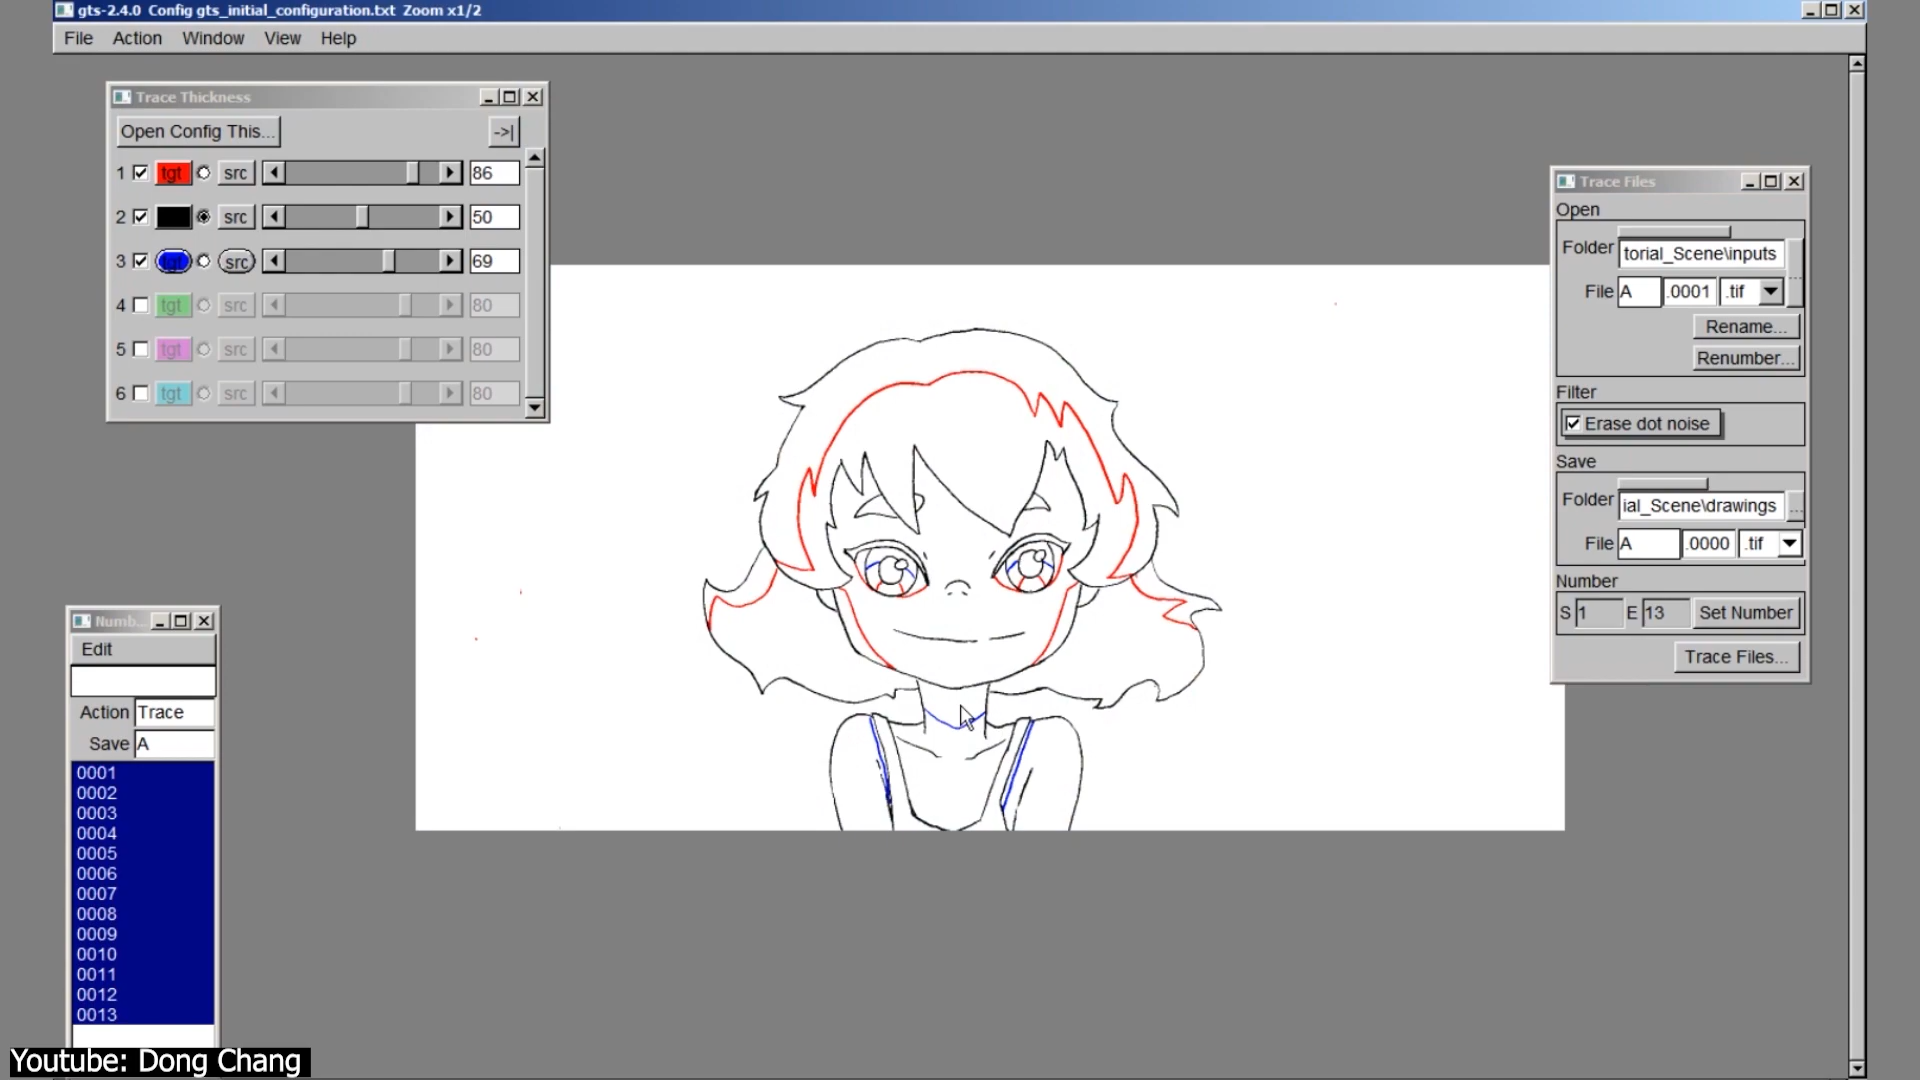 gts-2.4.0 Config gts_initial_configuration.txt Zoom x1/2
File Action Window View Help
Trace Thickness
Open Config This...
->|
1 tgt src 86
2 src 50
3 tgt src 69
4 tgt src 80
5 tgt src 80
6 tgt src 80
Trace Files
Open
Folder torial_Scene\inputs
File A .0001 .tif
Rename...
Renumber...
Filter
Erase dot noise
Save
Folder ial_Scene\drawings ...
File A .0000 .tif
Number
S 1 E 13 Set Number
Trace Files...
Numb...
Edit
Action Trace
Save A
0001
0002
0003
0004
0005
0006
0007
0008
0009
0010
0011
0012
0013
Youtube: Dong Chang